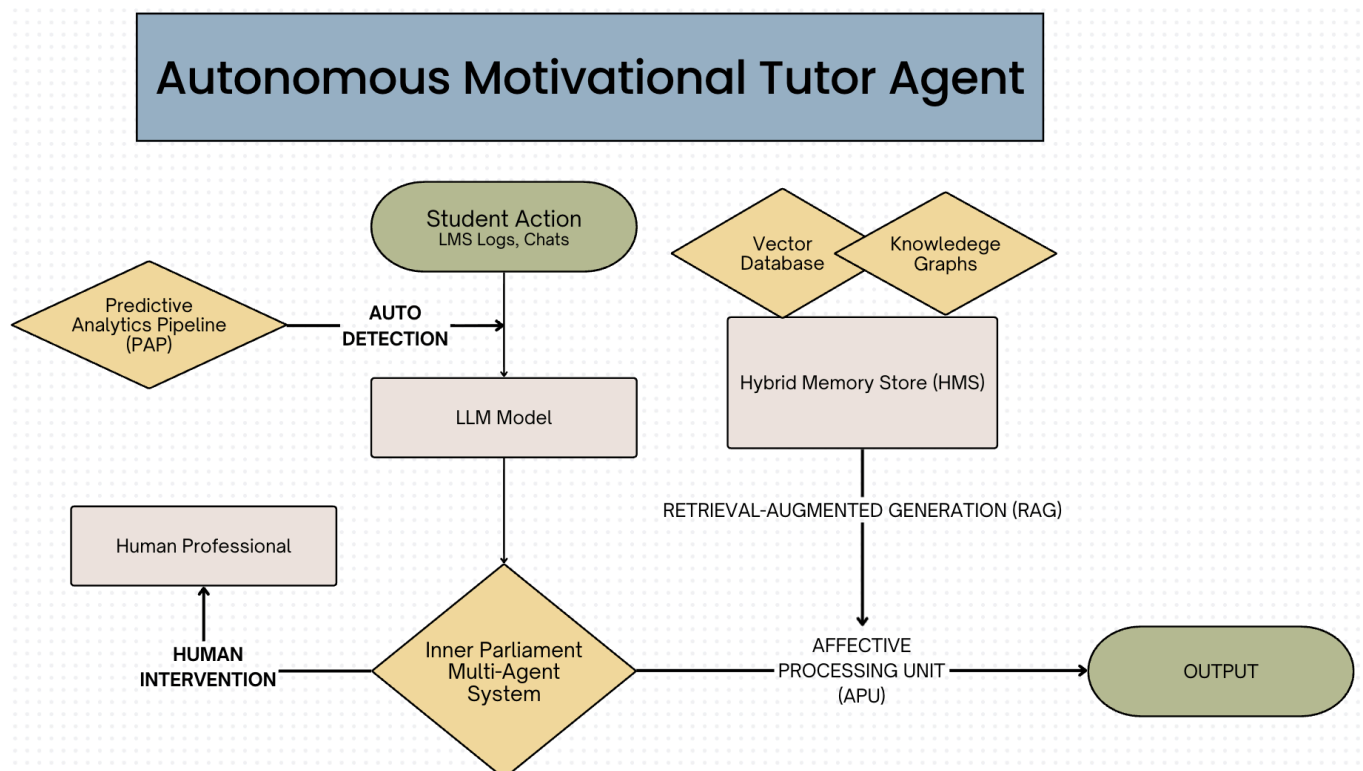 Autonomous Motivational Tutor Agent
Student Action
LMS Logs, Chats
Vector
Database
Knowledege
Graphs
Predictive
Analytics Pipeline
(PAP)
AUTO
DETECTION
Hybrid Memory Store (HMS)
LLM Model
RETRIEVAL-AUGMENTED GENERATION (RAG)
Human Professional
HUMAN
INTERVENTION
Inner Parliament
Multi-Agent
System
AFFECTIVE
PROCESSING UNIT
(APU)
OUTPUT